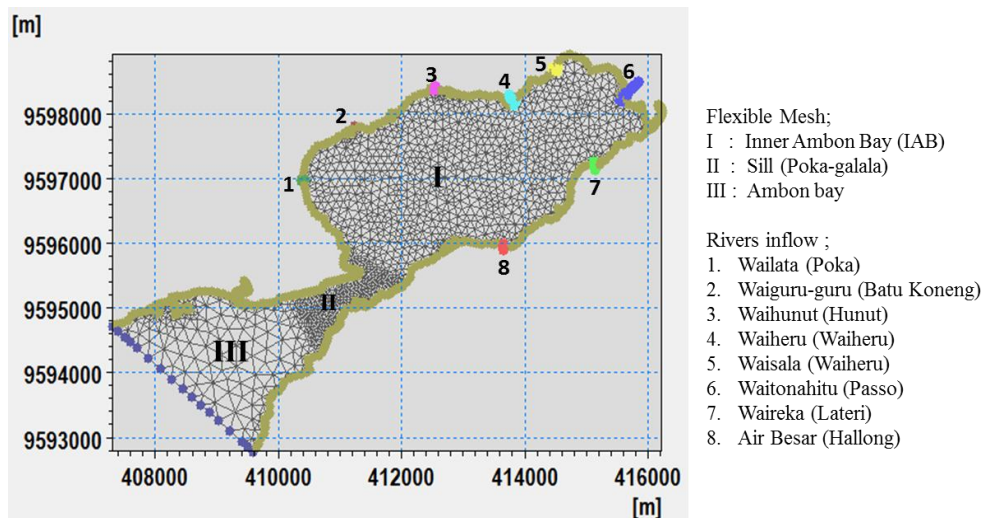 [m]
9598000
9597000
9596000
9595000
9594000
9593000
408000 410000 412000 414000 416000
[m]
1
2
3
4
5
6
7
8
I
II
III
Flexible Mesh;
I : Inner Ambon Bay (IAB)
II : Sill (Poka-galala)
III : Ambon bay
Rivers inflow ;
1. Wailata (Poka)
2. Waiguru-guru (Batu Koneng)
3. Waihunut (Hunut)
4. Waiheru (Waiheru)
5. Waisala (Waiheru)
6. Waitonahitu (Passo)
7. Waireka (Lateri)
8. Air Besar (Hallong)